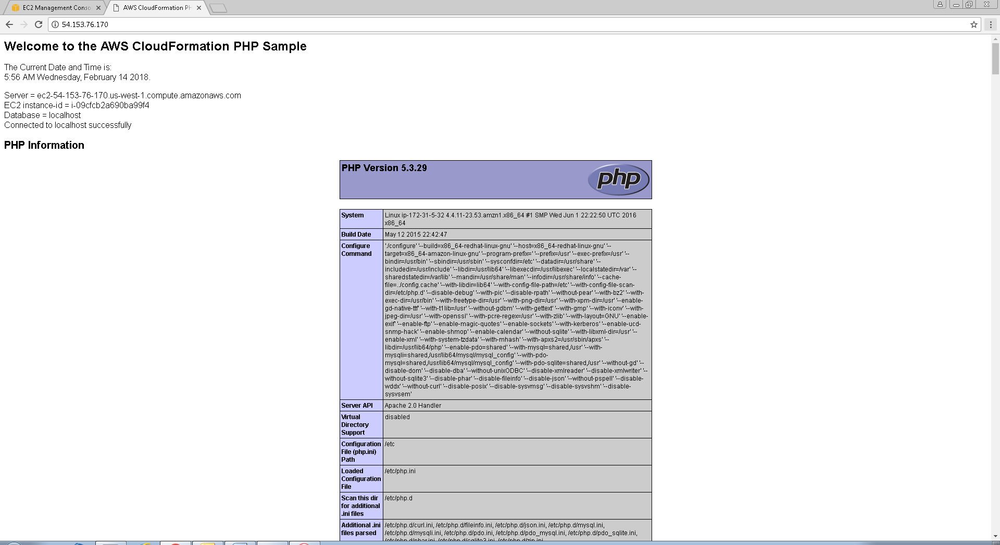 EC2 Management Conso
AWS CloudFormation PH
54.153.76.170
Welcome to the AWS CloudFormation PHP Sample
The Current Date and Time is:
5:56 AM Wednesday, February 14 2018.
Server = ec2-54-153-76-170.us-west-1.compute.amazonaws.com
EC2 instance-id = i-09cfcb2a690ba99f4
Database = localhost
Connected to localhost successfully
PHP Information
PHP Version 5.3.29
php
System
Linux ip-172-31-5-32 4.4.11-23.53.amzn1.x86_64 #1 SMP Wed Jun 1 22:22:50 UTC 2016
x86_64
Build Date
May 12 2015 22:42:47
Configure
Command
'./configure' '--build=x86_64-redhat-linux-gnu' '--host=x86_64-redhat-linux-gnu' '--
target=x86_64-amazon-linux-gnu' '--program-prefix=' '--prefix=/usr' '--exec-prefix=/usr' '--
bindir=/usr/bin' '--sbindir=/usr/sbin' '--sysconfdir=/etc' '--datadir=/usr/share' '--
includedir=/usr/include' '--libdir=/usr/lib64' '--libexecdir=/usr/libexec' '--localstatedir=/var' '--
sharedstatedir=/var/lib' '--mandir=/usr/share/man' '--infodir=/usr/share/info' '--cache-
file=../config.cache' '--with-libdir=lib64' '--with-config-file-path=/etc' '--with-config-file-scan-
dir=/etc/php.d' '--disable-debug' '--with-pic' '--disable-rpath' '--without-pear' '--with-bz2' '--with-
exec-dir=/usr/bin' '--with-freetype-dir=/usr' '--with-png-dir=/usr' '--with-xpm-dir=/usr' '--enable-
gd-native-ttf' '--with-t1lib=/usr' '--without-gdbm' '--with-gettext' '--with-gmp' '--with-iconv' '--with-
jpeg-dir=/usr' '--with-openssl' '--with-pcre-regex=/usr' '--with-zlib' '--with-layout=GNU' '--enable-
exif' '--enable-ftp' '--enable-magic-quotes' '--enable-sockets' '--with-kerberos' '--enable-ucd-
snmp-hack' '--enable-shmop' '--enable-calendar' '--without-sqlite' '--with-libxml-dir=/usr' '--
enable-xml' '--with-system-tzdata' '--with-mhash' '--with-apxs2=/usr/sbin/apxs' '--
libdir=/usr/lib64/php' '--enable-pdo=shared' '--with-mysql=shared,/usr' '--with-
mysqli=shared,/usr/lib64/mysql/mysql_config' '--with-pdo-
mysql=shared,/usr/lib64/mysql/mysql_config' '--with-pdo-sqlite=shared,/usr' '--without-gd' '--
disable-dom' '--disable-dba' '--without-unixODBC' '--disable-xmlreader' '--disable-xmlwriter' '--
without-sqlite3' '--disable-phar' '--disable-fileinfo' '--disable-json' '--without-pspell' '--disable-
wddx' '--without-curl' '--disable-posix' '--disable-sysvmsg' '--disable-sysvshm' '--disable-
sysvsem'
Server API
Apache 2.0 Handler
Virtual
Directory
Support
disabled
Configuration
File (php.ini)
Path
/etc
Loaded
Configuration
File
/etc/php.ini
Scan this dir
for additional
.ini files
/etc/php.d
Additional .ini
files parsed
/etc/php.d/curl.ini, /etc/php.d/fileinfo.ini, /etc/php.d/json.ini, /etc/php.d/mysql.ini,
/etc/php.d/mysqli.ini, /etc/php.d/pdo.ini, /etc/php.d/pdo_mysql.ini, /etc/php.d/pdo_sqlite.ini,
/etc/php.d/phar.ini, /etc/php.d/sqlite3.ini, /etc/php.d/zip.ini